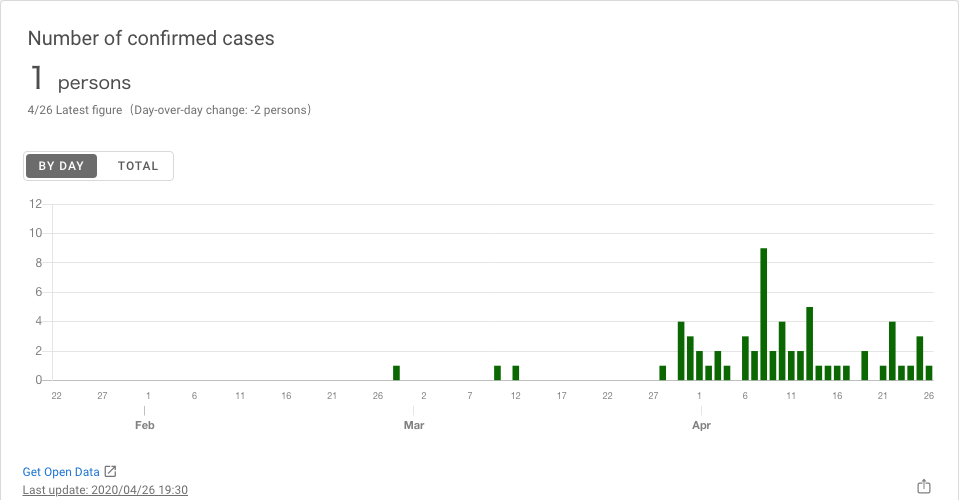 Number of confirmed cases
1 persons
4/26 Latest figure（Day-over-day change: -2 persons）
BY DAY TOTAL
12
10
8
6
4
2
0
22 27 1 6 11 16 21 26 2 7 12 17 22 27 1 6 11 16 21 26
Feb Mar Apr
Get Open Data
Last update: 2020/04/26 19:30